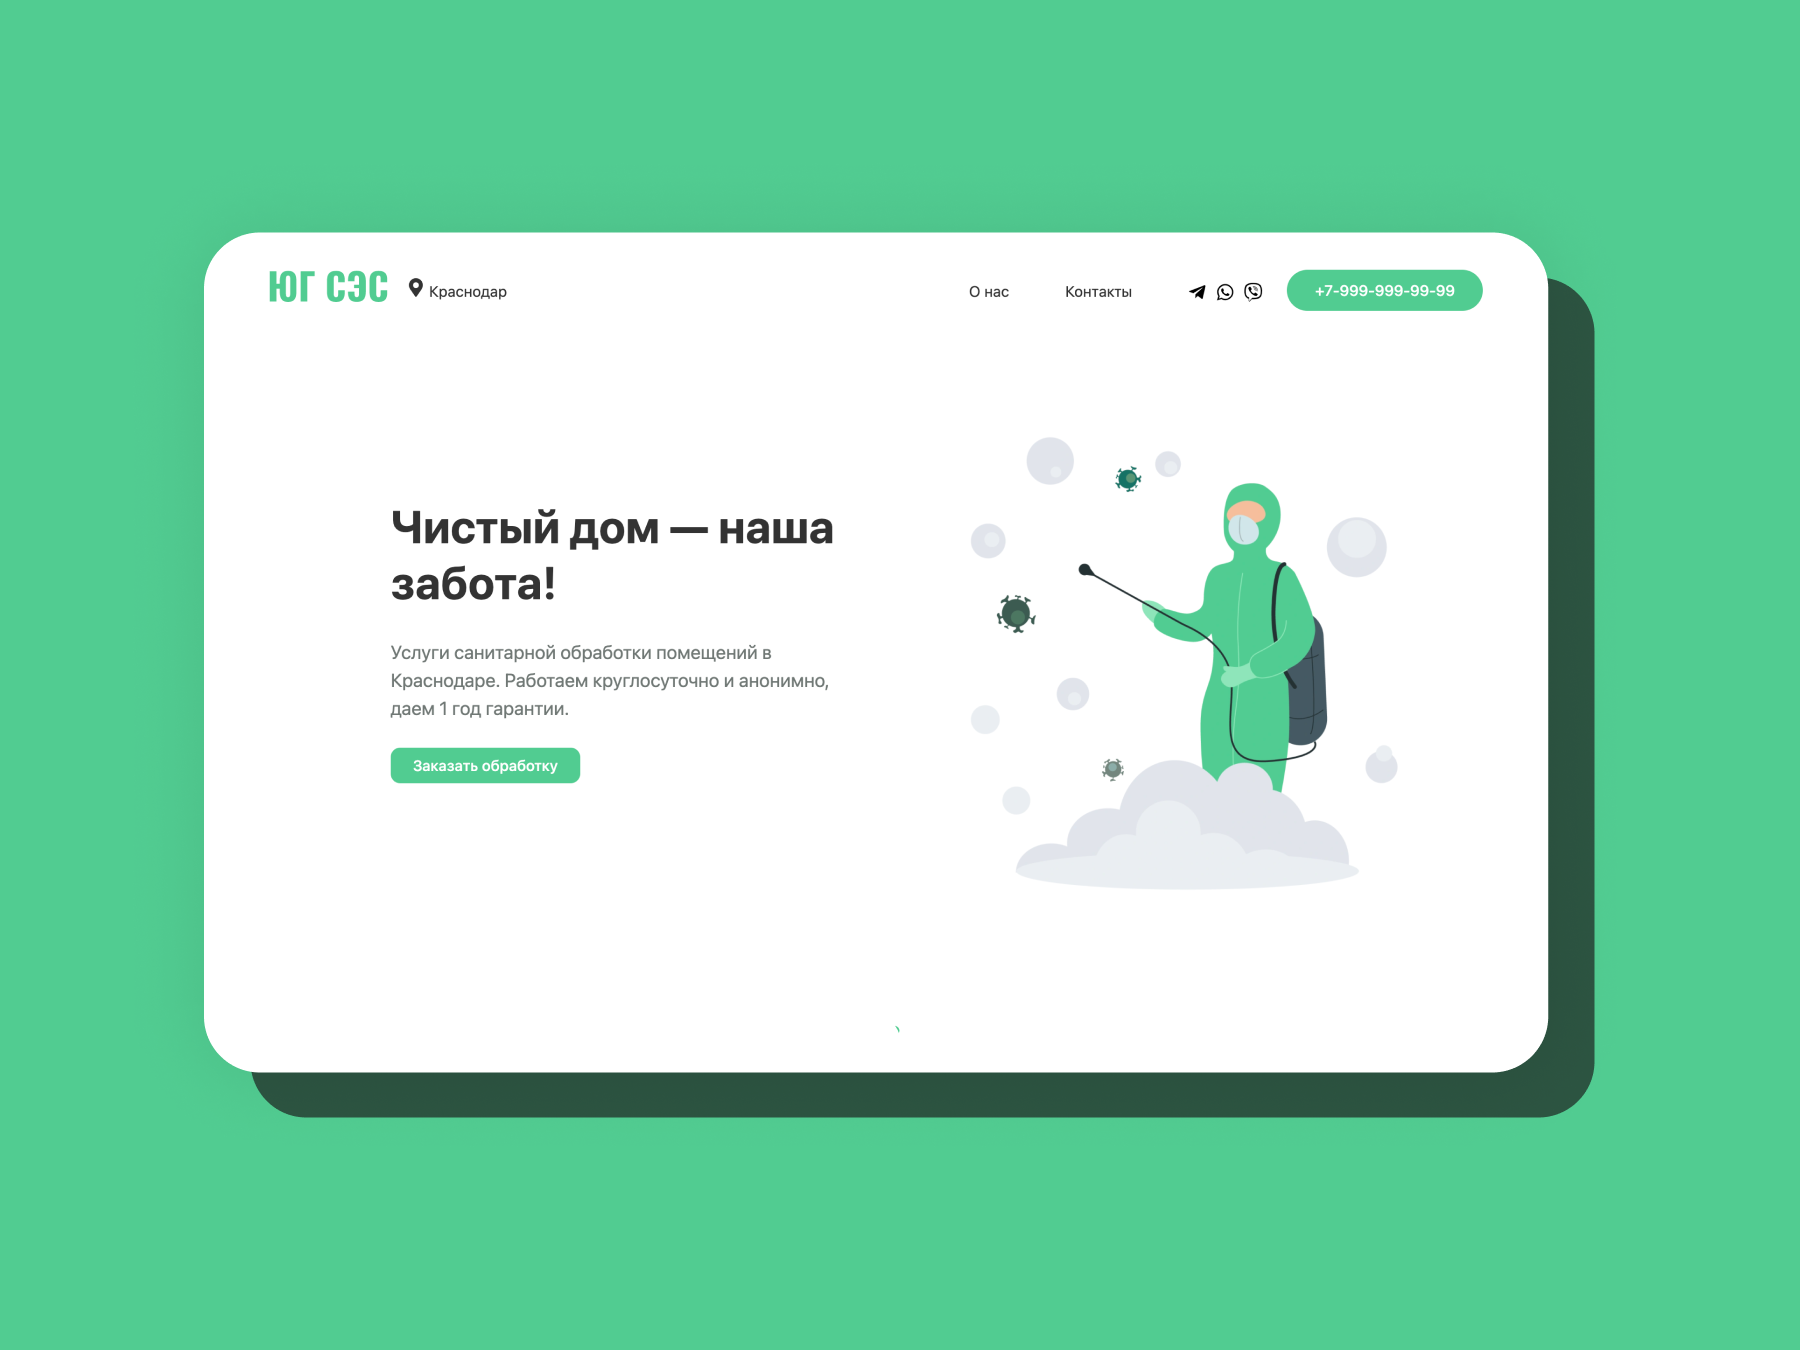 ЮГ СЭС
Краснодар
О нас
Контакты
+7-999-999-99-99
Чистый дом — наша
забота!
Услуги санитарной обработки помещений в
Краснодаре. Работаем круглосуточно и анонимно,
даем 1 год гарантии.
Заказать обработку